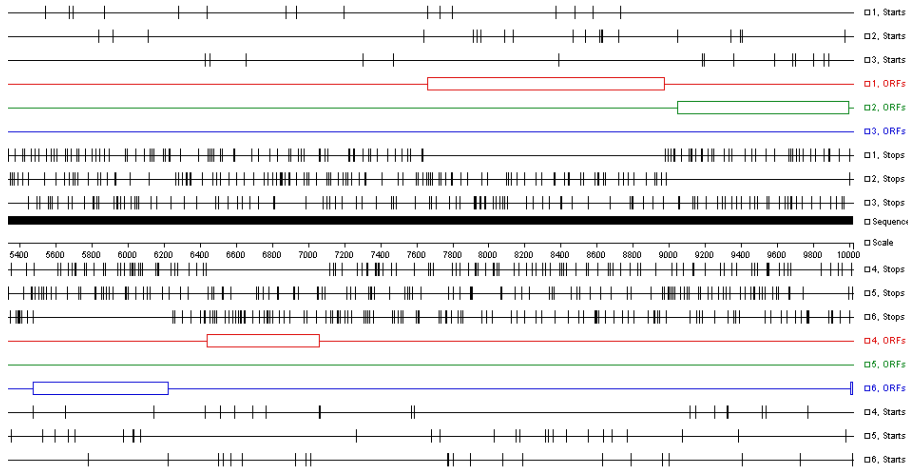 1, Starts
2, Starts
3, Starts
1, ORFs
2, ORFs
3, ORFs
1, Stops
2, Stops
3, Stops
Sequence
Scale
5400 5600 5800 6000 6200 6400 6600 6800 7000 7200 7400 7600 7800 8000 8200 8400 8600 8800 9000 9200 9400 9600 9800 10000
4, Stops
5, Stops
6, Stops
4, ORFs
5, ORFs
6, ORFs
4, Starts
5, Starts
6, Starts